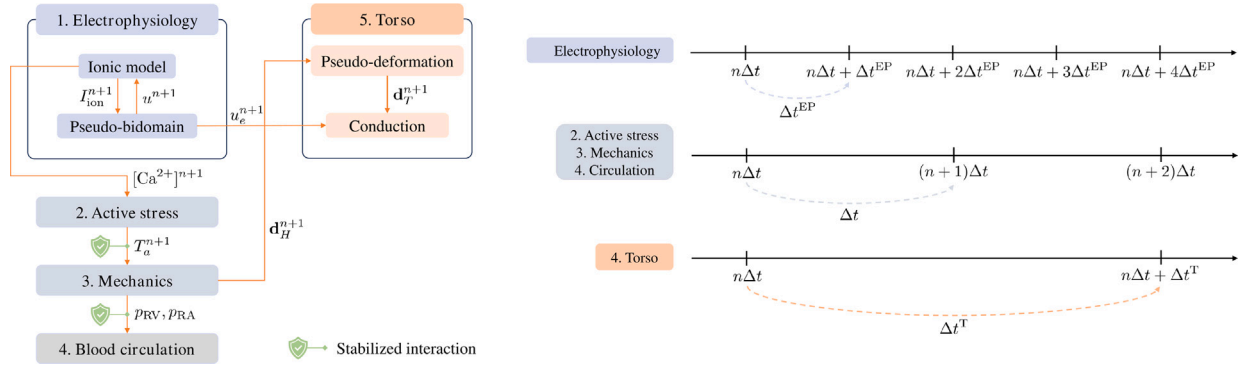 1. Electrophysiology
5. Torso
Ionic model
I_ion^{n+1}
u^{n+1}
Pseudo-bidomain
u_e^{n+1}
Pseudo-deformation
d_T^{n+1}
Conduction
[Ca^{2+}]^{n+1}
2. Active stress
T_a^{n+1}
d_H^{n+1}
3. Mechanics
p_RV, p_RA
4. Blood circulation
Stabilized interaction
Electrophysiology
nΔt
nΔt + Δt^EP
nΔt + 2Δt^EP
nΔt + 3Δt^EP
nΔt + 4Δt^EP
Δt^EP
2. Active stress
3. Mechanics
4. Circulation
nΔt
(n + 1)Δt
(n + 2)Δt
Δt
4. Torso
nΔt
nΔt + Δt^T
Δt^T